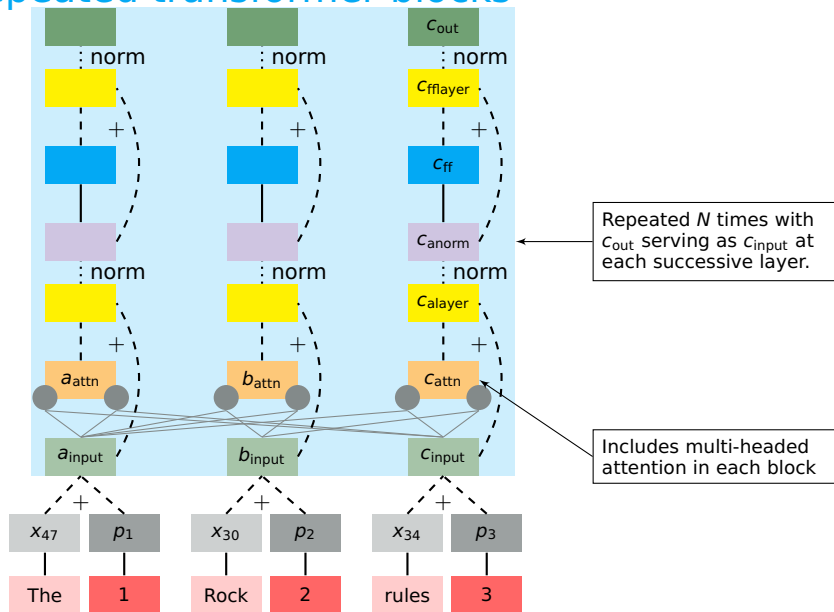 repeated transformer blocks
c_out
norm norm norm
c_fflayer
+ + +
c_ff
Repeated N times with
c_out serving as c_input at
each successive layer.
c_anorm
norm norm norm
c_alayer
+ + +
a_attn b_attn c_attn
Includes multi-headed
attention in each block
a_input b_input c_input
+ + +
x_47 p_1 x_30 p_2 x_34 p_3
The 1 Rock 2 rules 3